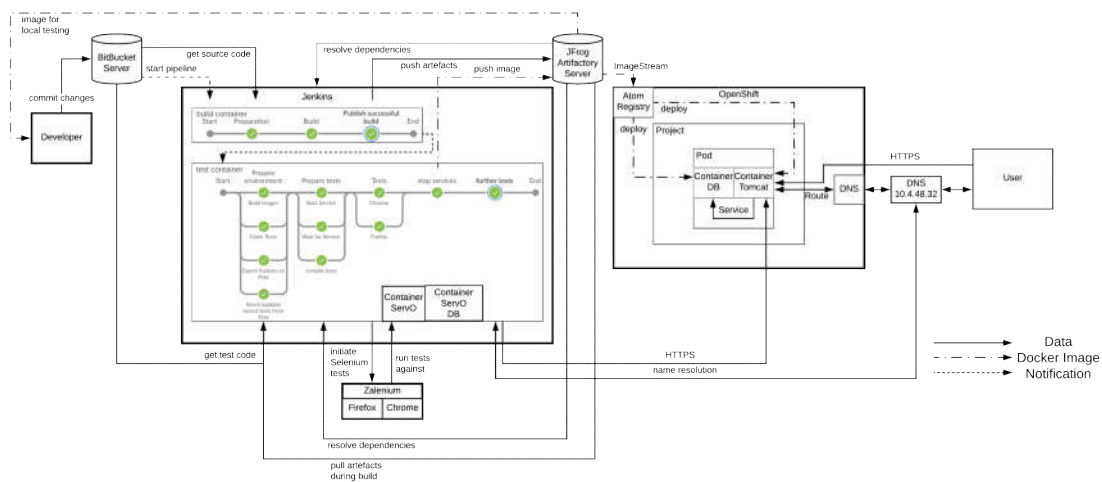 image for
local testing
BitBucket
Server
get source code
start pipeline
commit changes
Developer
resolve dependencies
push artefacts
push image
JFrog
Artifactory
Server
ImageStream
Jenkins
build container
Start
Preparation
Build
Publish successful
build
End
test container
Start
Prepare
environment
Prepare tests
Tests
stop services
further tests
End
Build Images
Start Service
Chrome
Wait for Service
Firefox
compile tests
Container
ServO
Container
ServO
DB
get test code
initiate
Selenium
tests
run tests
against
Zalenium
Firefox
Chrome
resolve dependencies
pull artefacts
during build
HTTPS
name resolution
OpenShift
Atom
Registry
deploy
deploy
Project
Pod
Container
DB
Container
Tomcat
Service
Route
DNS
HTTPS
DNS
10.4.48.32
User
Data
Docker Image
Notification